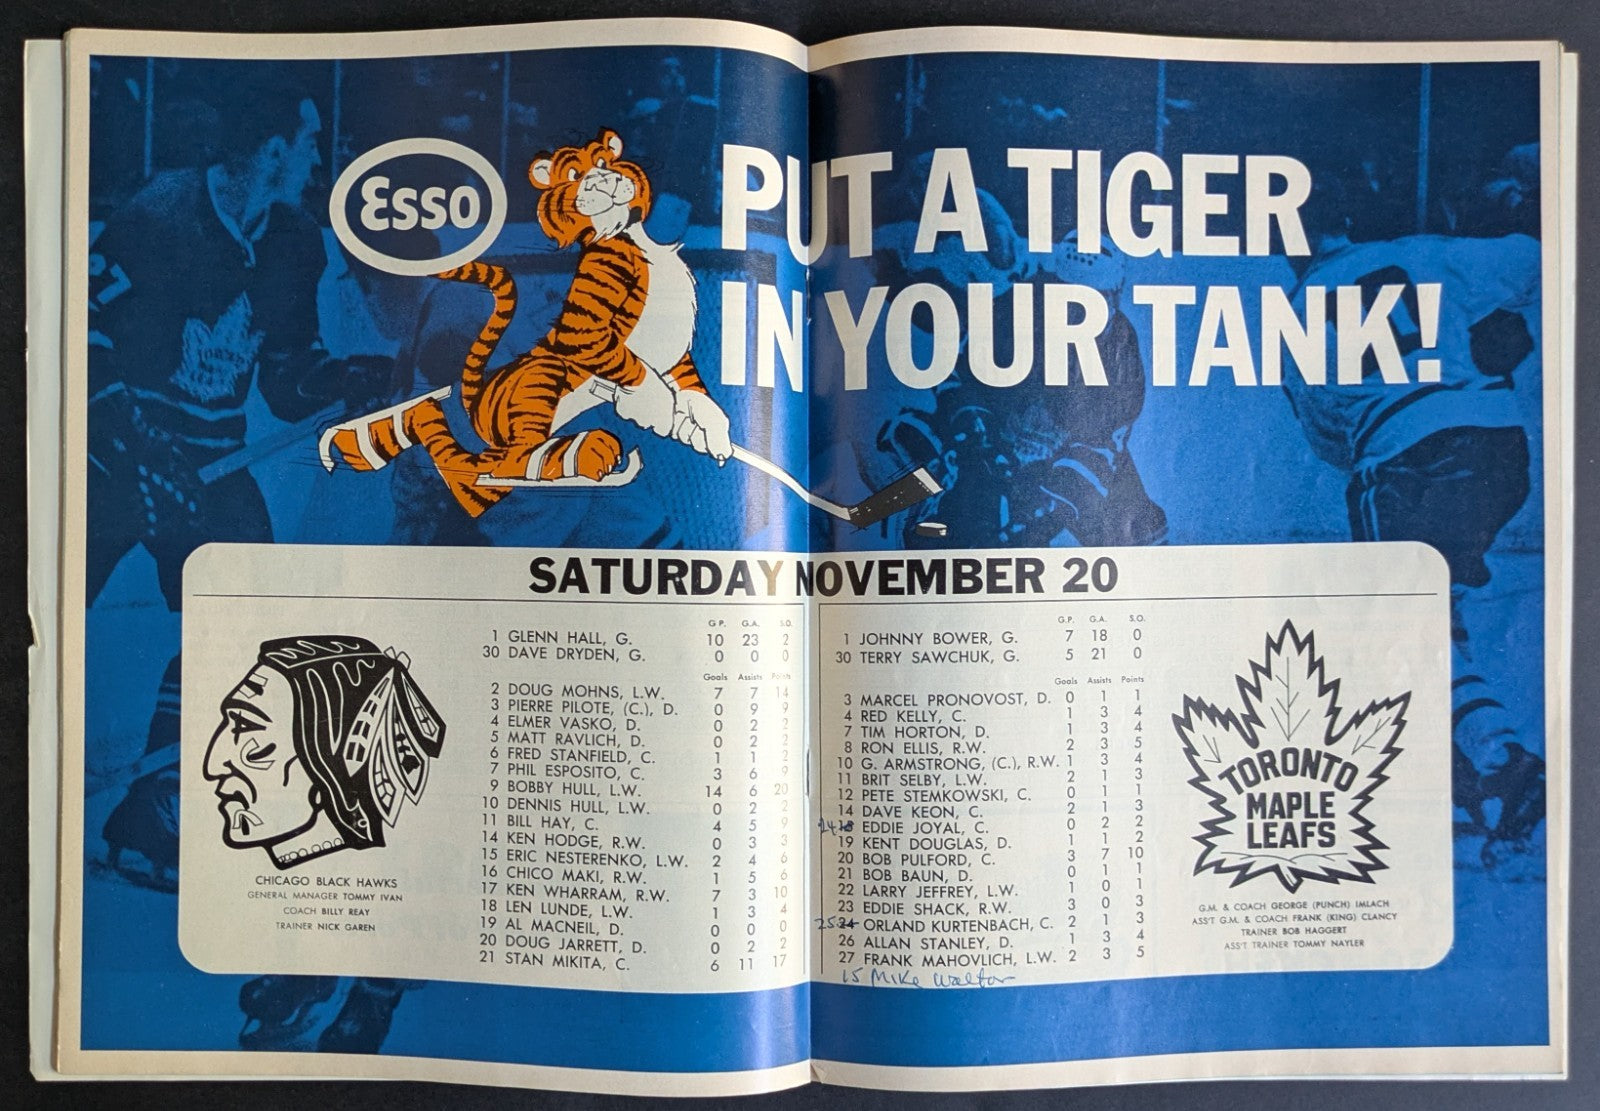 Esso
PUT A TIGER
IN YOUR TANK!
SATURDAY NOVEMBER 20
G.P. G.A. S.O.
1 GLENN HALL, G. 10 23 2
30 DAVE DRYDEN, G. 0 0 0
Goals Assists Points
2 DOUG MOHNS, L.W. 7 7 14
3 PIERRE PILOTE, (C.), D. 0 9 9
4 ELMER VASKO, D. 0 2 2
5 MATT RAVLICH, D. 0 2 2
6 FRED STANFIELD, C. 1 1 2
7 PHIL ESPOSITO, C. 3 6 9
9 BOBBY HULL, L.W. 14 6 20
10 DENNIS HULL, L.W. 0 2 2
11 BILL HAY, C. 4 5 9
14 KEN HODGE, R.W. 0 3 3
15 ERIC NESTERENKO, L.W. 2 4 6
16 CHICO MAKI, R.W. 1 5 6
17 KEN WHARRAM, R.W. 7 3 10
18 LEN LUNDE, L.W. 1 3 4
19 AL MACNEIL, D. 0 0 0
20 DOUG JARRETT, D. 0 2 2
21 STAN MIKITA, C. 6 11 17
CHICAGO BLACK HAWKS
GENERAL MANAGER TOMMY IVAN
COACH BILLY REAY
TRAINER NICK GAREN
G.P. G.A. S.O.
1 JOHNNY BOWER, G. 7 18 0
30 TERRY SAWCHUK, G. 5 21 0
Goals Assists Points
3 MARCEL PRONOVOST, D. 0 1 1
4 RED KELLY, C. 1 3 4
7 TIM HORTON, D. 1 3 4
8 RON ELLIS, R.W. 2 3 5
10 G. ARMSTRONG, (C.), R.W. 1 3 4
11 BRIT SELBY, L.W. 2 1 3
12 PETE STEMKOWSKI, C. 0 1 1
14 DAVE KEON, C. 2 1 3
24 EDDIE JOYAL, C. 0 2 2
19 KENT DOUGLAS, D. 1 1 2
20 BOB PULFORD, C. 3 7 10
21 BOB BAUN, D. 0 1 1
22 LARRY JEFFREY, L.W. 1 0 1
23 EDDIE SHACK, R.W. 3 0 3
25 24 ORLAND KURTENBACH, C. 2 1 3
26 ALLAN STANLEY, D. 1 3 4
27 FRANK MAHOVLICH, L.W. 2 3 5
15 Mike Walton
TORONTO
MAPLE
LEAFS
G.M. & COACH GEORGE (PUNCH) IMLACH
ASS'T G.M. & COACH FRANK (KING) CLANCY
TRAINER BOB HAGGERT
ASS'T TRAINER TOMMY NAYLER